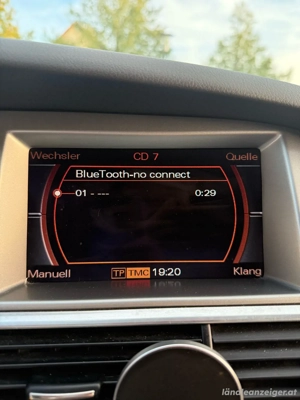 Wechsler CD 7 Quelle
BlueTooth-no connect
01 - --- 0:29
Manuell TP TMC 19:20 Klang
ländleanzeiger.at